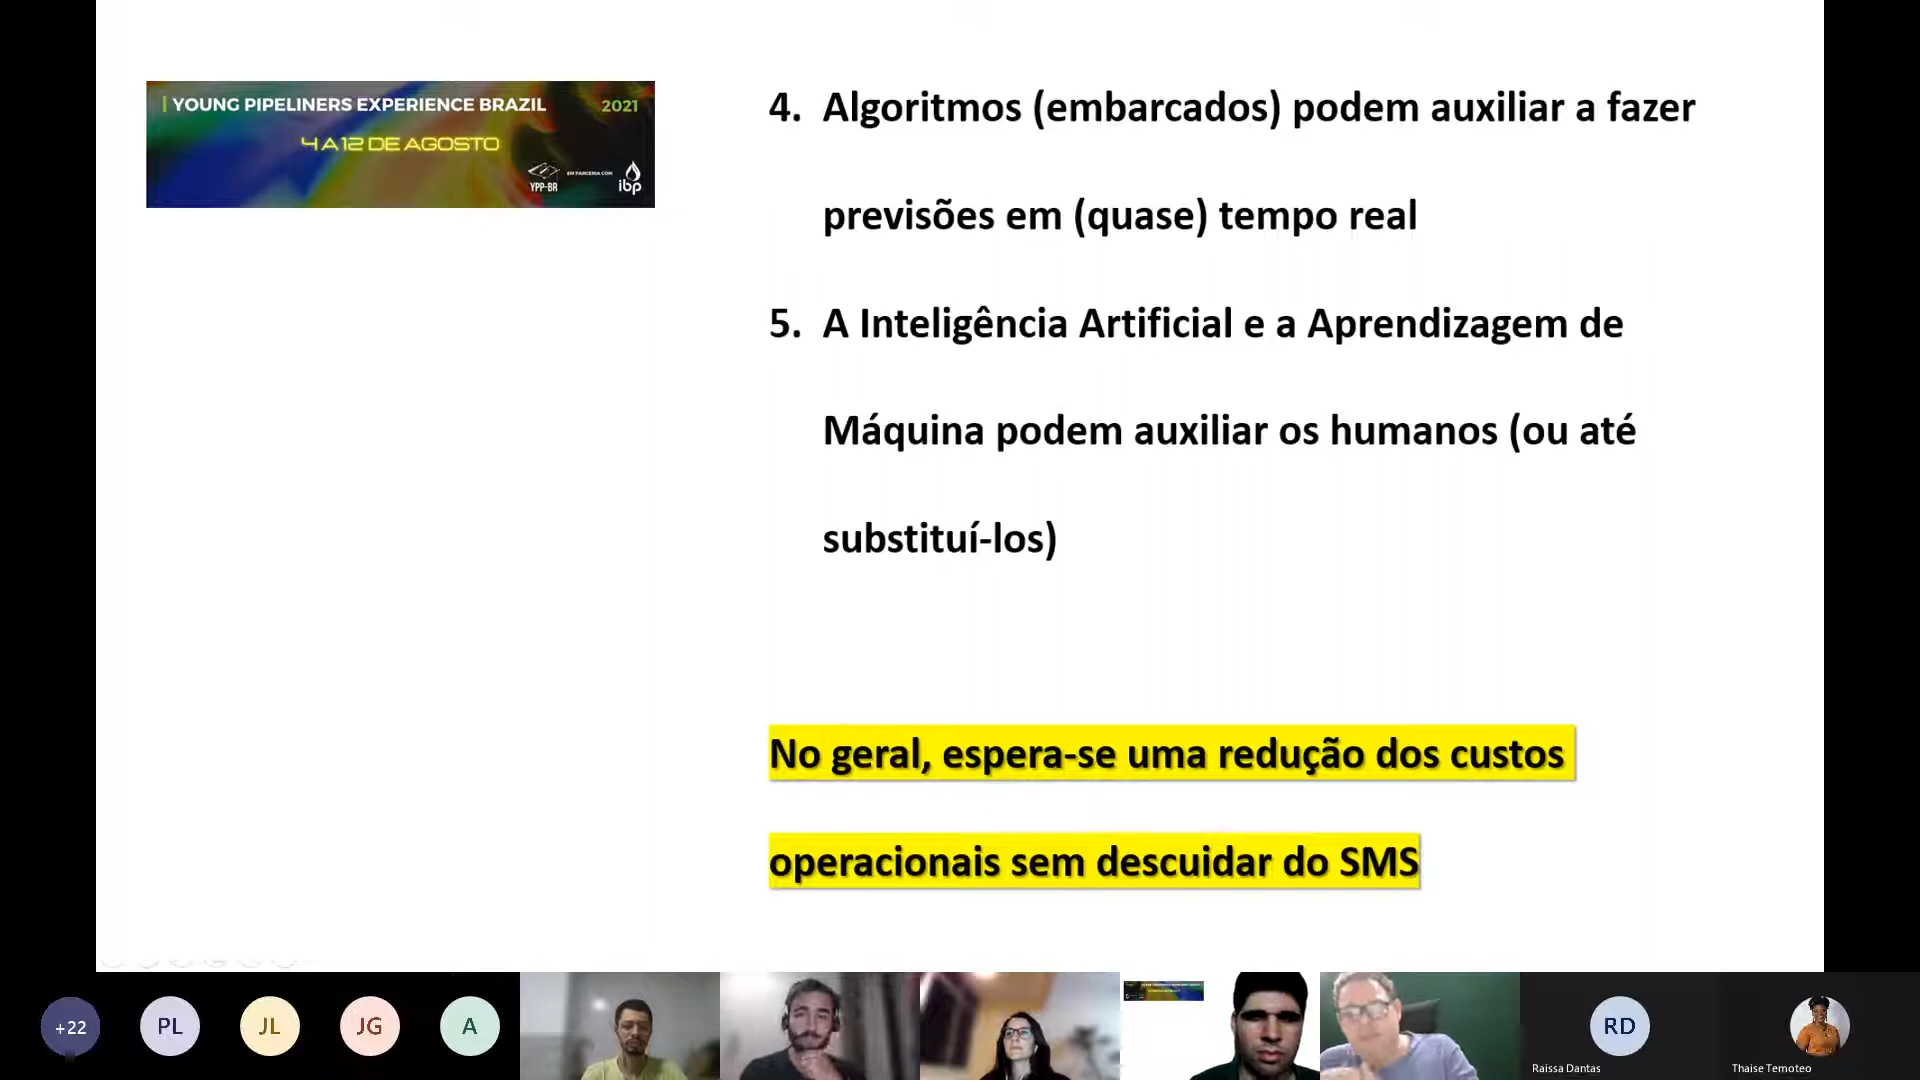 YOUNG PIPELINERS EXPERIENCE BRAZIL 2021
4 A 12 DE AGOSTO
YPP-BR EM PARCERIA COM ibp
4. Algoritmos (embarcados) podem auxiliar a fazer
previsões em (quase) tempo real
5. A Inteligência Artificial e a Aprendizagem de
Máquina podem auxiliar os humanos (ou até
substituí-los)
No geral, espera-se uma redução dos custos
operacionais sem descuidar do SMS
+22
PL
JL
JG
A
RD
Raissa Dantas
Thaise Temoteo